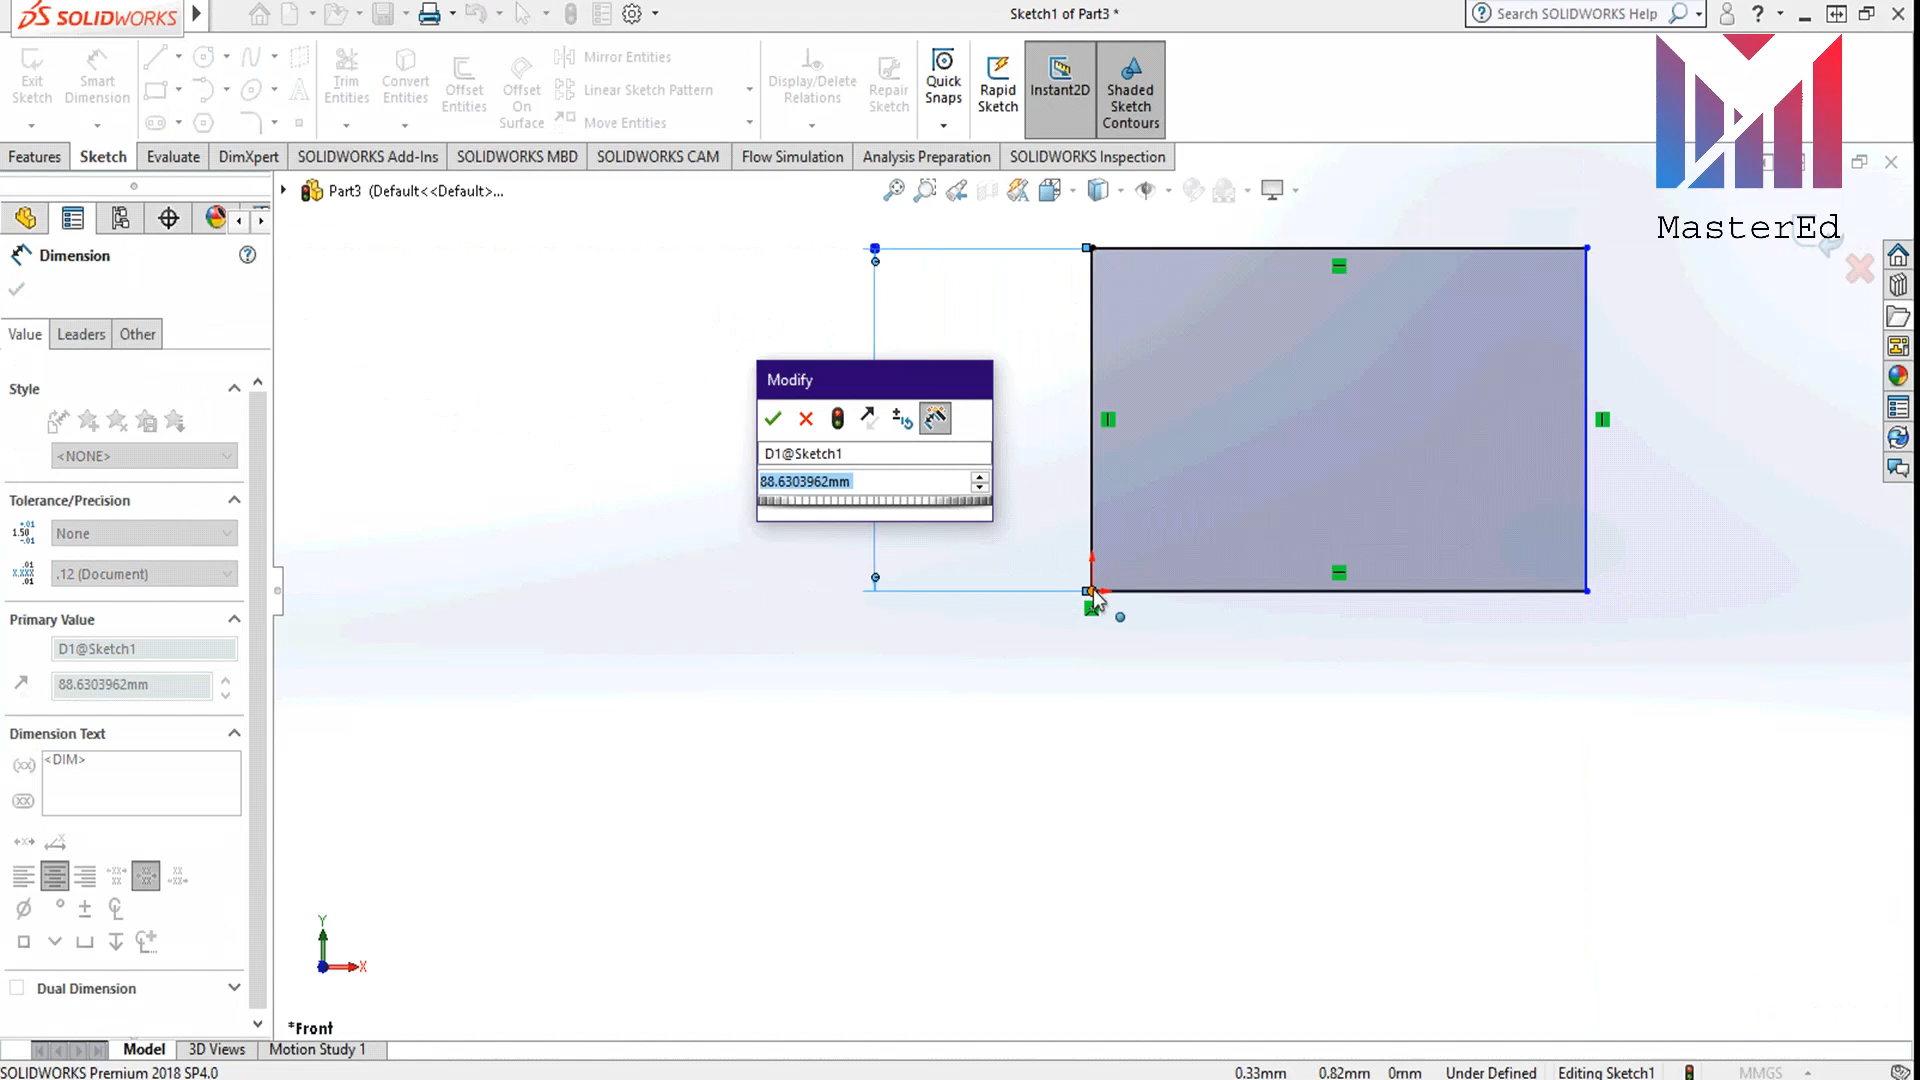 SOLIDWORKS
Sketch1 of Part3 *
Search SOLIDWORKS Help
?
Exit Sketch
Smart Dimension
Trim Entities
Convert Entities
Offset Entities
Offset On Surface
Mirror Entities
Linear Sketch Pattern
Move Entities
Display/Delete Relations
Repair Sketch
Quick Snaps
Rapid Sketch
Instant2D
Shaded Sketch Contours
Features
Sketch
Evaluate
DimXpert
SOLIDWORKS Add-Ins
SOLIDWORKS MBD
SOLIDWORKS CAM
Flow Simulation
Analysis Preparation
SOLIDWORKS Inspection
MasterEd
Part3 (Default<<Default>...
Dimension
?
Value
Leaders
Other
Style
<NONE>
Tolerance/Precision
None
.12 (Document)
Primary Value
D1@Sketch1
88.6303962mm
Dimension Text
<DIM>
Dual Dimension
Modify
D1@Sketch1
88.6303962mm
Y
X
*Front
Model
3D Views
Motion Study 1
SOLIDWORKS Premium 2018 SP4.0
0.33mm
0.82mm
0mm
Under Defined
Editing Sketch1
MMGS